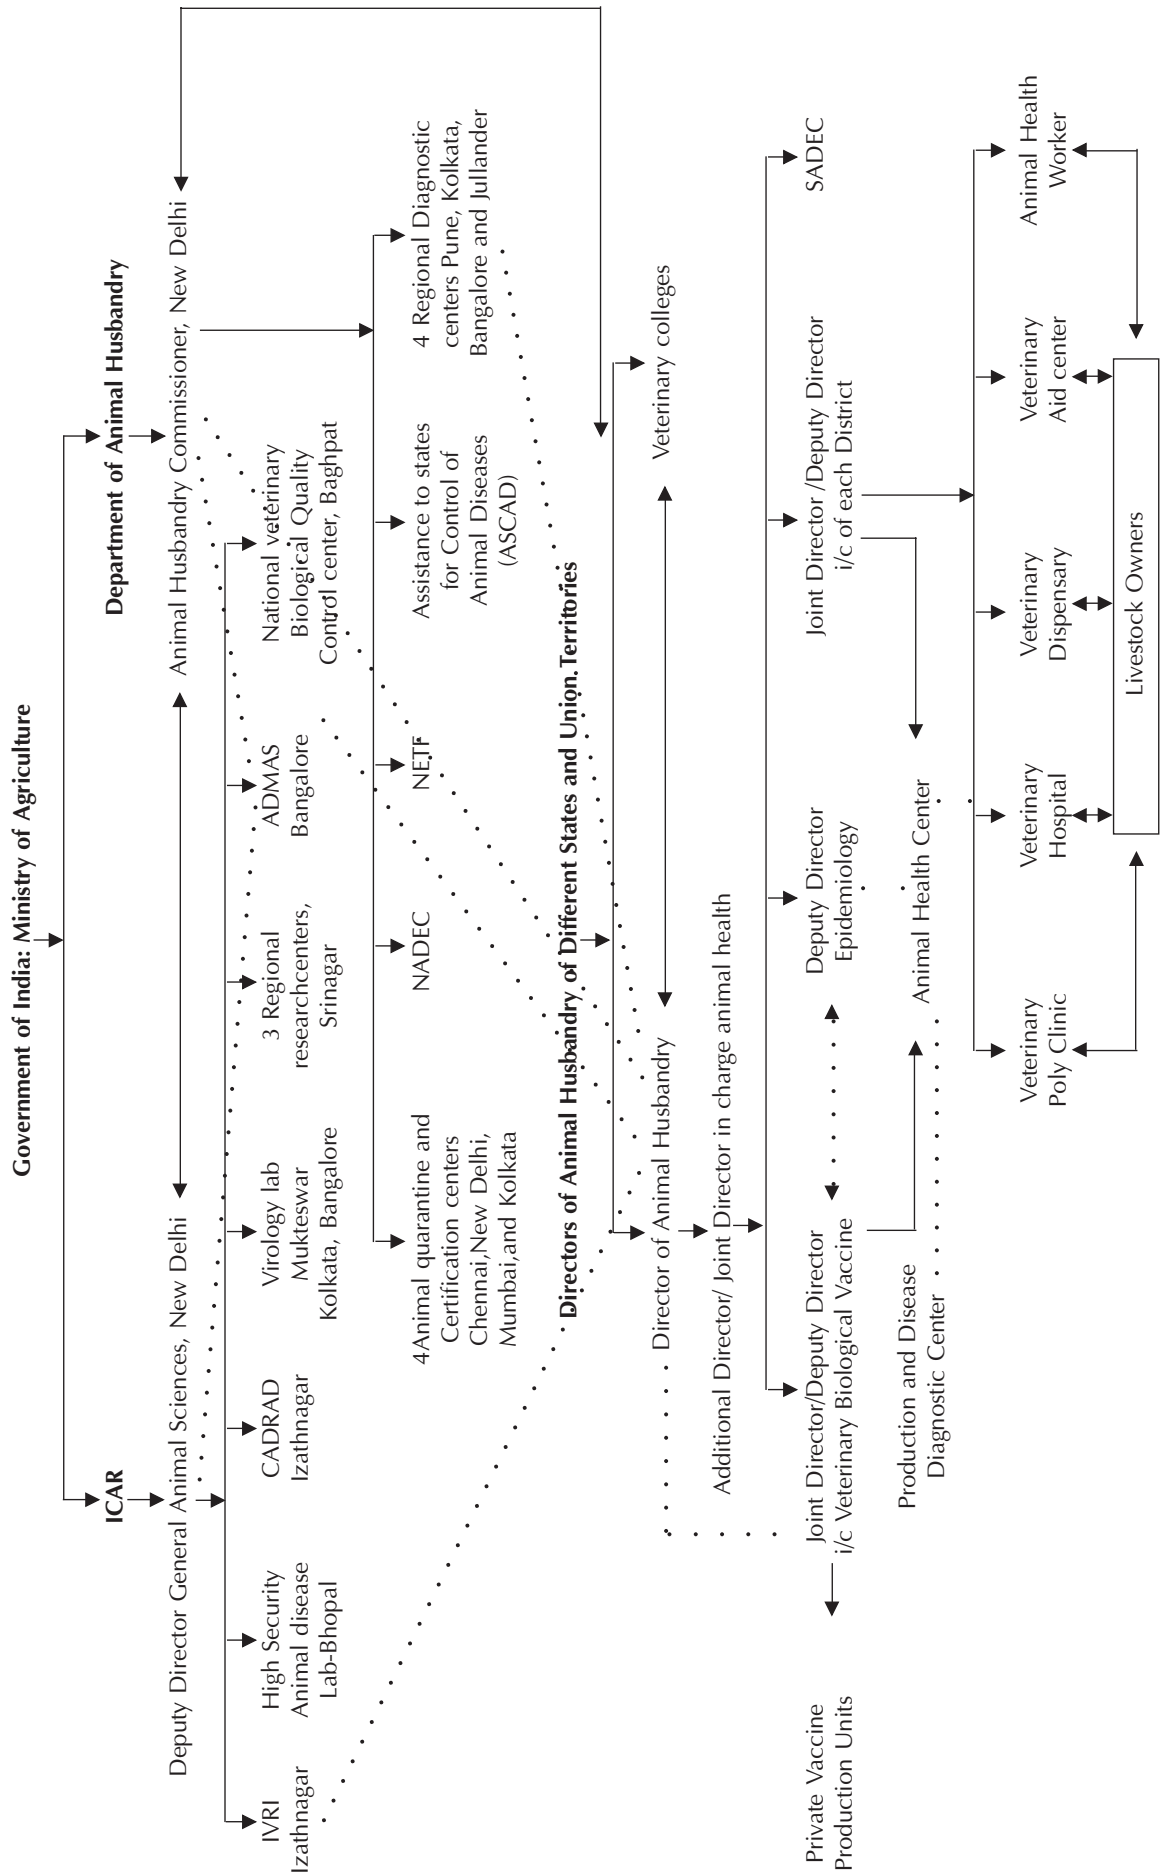 Government of India: Ministry of Agriculture
ICAR
Department of Animal Husbandry
Deputy Director General Animal Sciences, New Delhi
Animal Husbandry Commissioner, New Delhi
IVRI
Izathnagar
High Security
Animal disease
Lab-Bhopal
CADRAD
Izathnagar
Virology lab
Mukteswar
Kolkata, Bangalore
3 Regional
researchcenters,
Srinagar
ADMAS
Bangalore
National veterinary
Biological Quality
Control center, Baghpat
4Animal quarantine and
Certification centers
Chennai,New Delhi,
Mumbai,and Kolkata
NADEC
NETF
Assistance to states
for Control of
Animal Diseases
(ASCAD)
4 Regional Diagnostic
centers Pune, Kolkata,
Bangalore and Jullander
Directors of Animal Husbandry of Different States and Union Territories
Director of Animal Husbandry
Veterinary colleges
Additional Director/ Joint Director in charge animal health
Private Vaccine
Production Units
Joint Director/Deputy Director
i/c Veterinary Biological Vaccine
Deputy Director
Epidemiology
Joint Director /Deputy Director
i/c of each District
SADEC
Production and Disease
Diagnostic Center
Animal Health Center
Veterinary
Poly Clinic
Veterinary
Hospital
Veterinary
Dispensary
Veterinary
Aid center
Animal Health
Worker
Livestock Owners